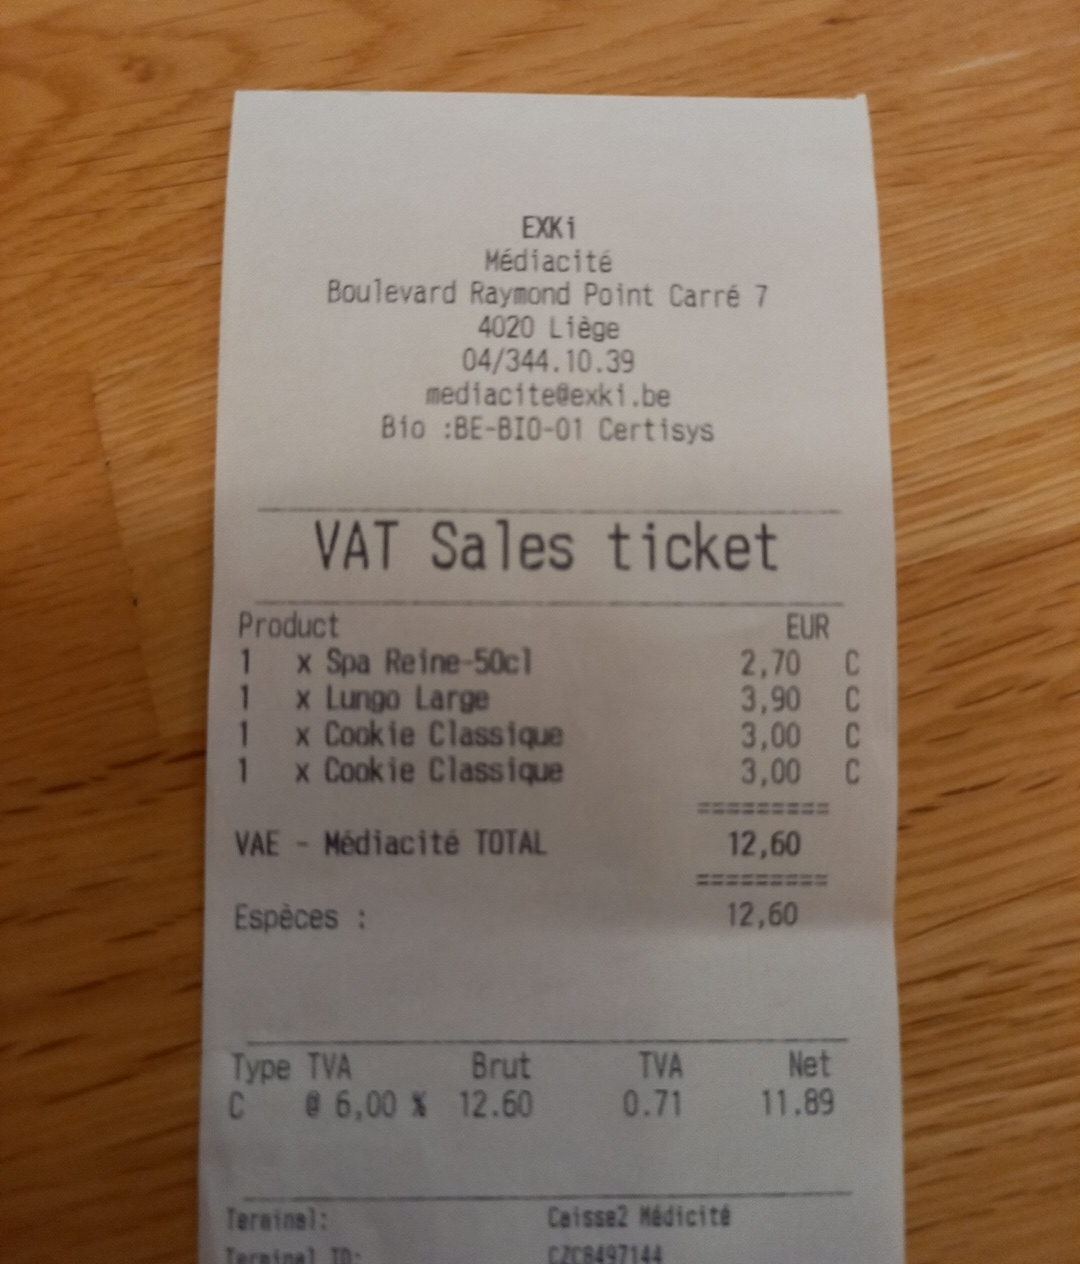 EXKi
Médiacité
Boulevard Raymond Point Carré 7
4020 Liège
04/344.10.39
mediacite@exki.be
Bio :BE-BIO-01 Certisys
VAT Sales ticket
Product EUR
1 x Spa Reine-50cl 2,70 C
1 x Lungo Large 3,90 C
1 x Cookie Classique 3,00 C
1 x Cookie Classique 3,00 C
=========
VAE - Médiacité TOTAL 12,60
=========
Espèces : 12,60
Type TVA Brut TVA Net
C @ 6,00 % 12.60 0.71 11.89
Terminal: Caisse2 Médicité
Terminal ID: CZC8497144